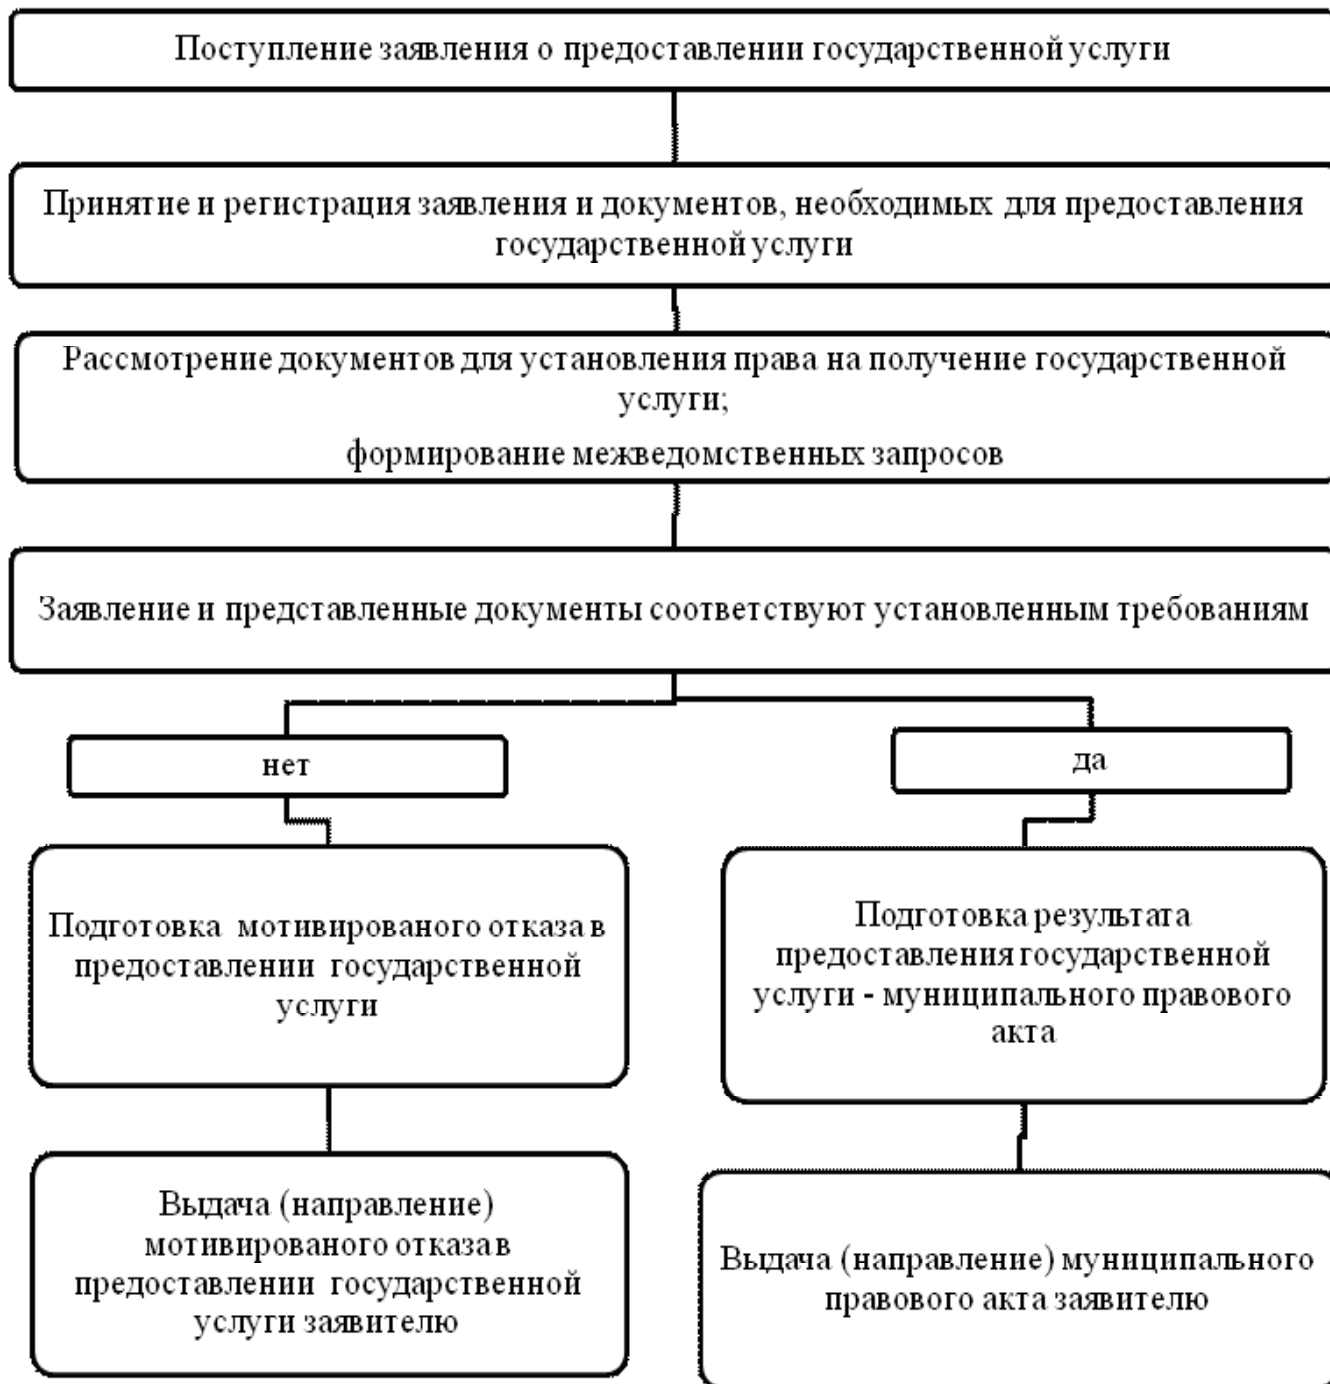 Поступление заявления о предоставлении государственной услуги
Принятие и регистрация заявления и документов, необходимых для предоставления
государственной услуги
Рассмотрение документов для установления права на получение государственной
услуги;
формирование межведомственных запросов
Заявление и представленные документы соответствуют установленным требованиям
нет
да
Подготовка мотивированого отказа в
предоставлении государственной
услуги
Подготовка результата
предоставления государственной
услуги - муниципального правового
акта
Выдача (направление)
мотивированого отказа в
предоставлении государственной
услуги заявителю
Выдача (направление) муниципального
правового акта заявителю